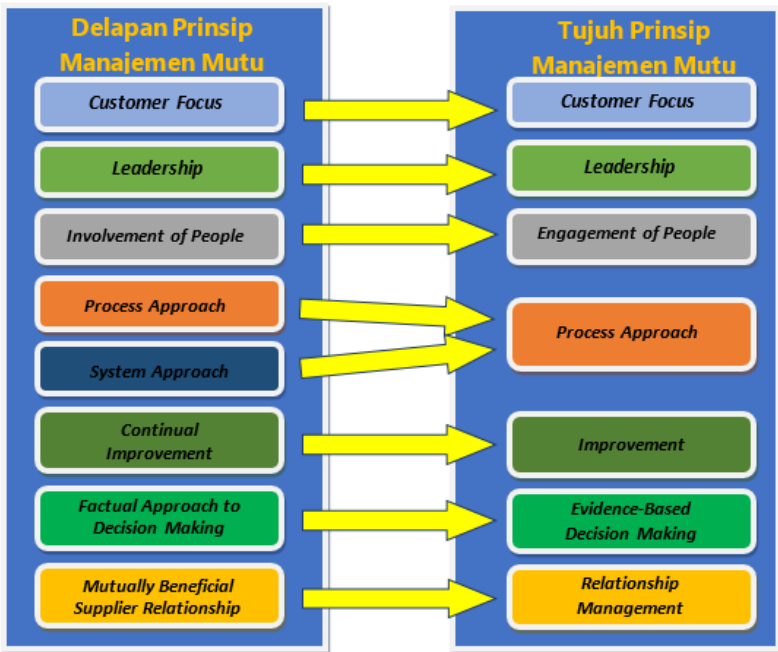 Delapan Prinsip
Manajemen Mutu
Customer Focus
Leadership
Involvement of People
Process Approach
System Approach
Continual
Improvement
Factual Approach to
Decision Making
Mutually Beneficial
Supplier Relationship
Tujuh Prinsip
Manajemen Mutu
Customer Focus
Leadership
Engagement of People
Process Approach
Improvement
Evidence-Based
Decision Making
Relationship
Management